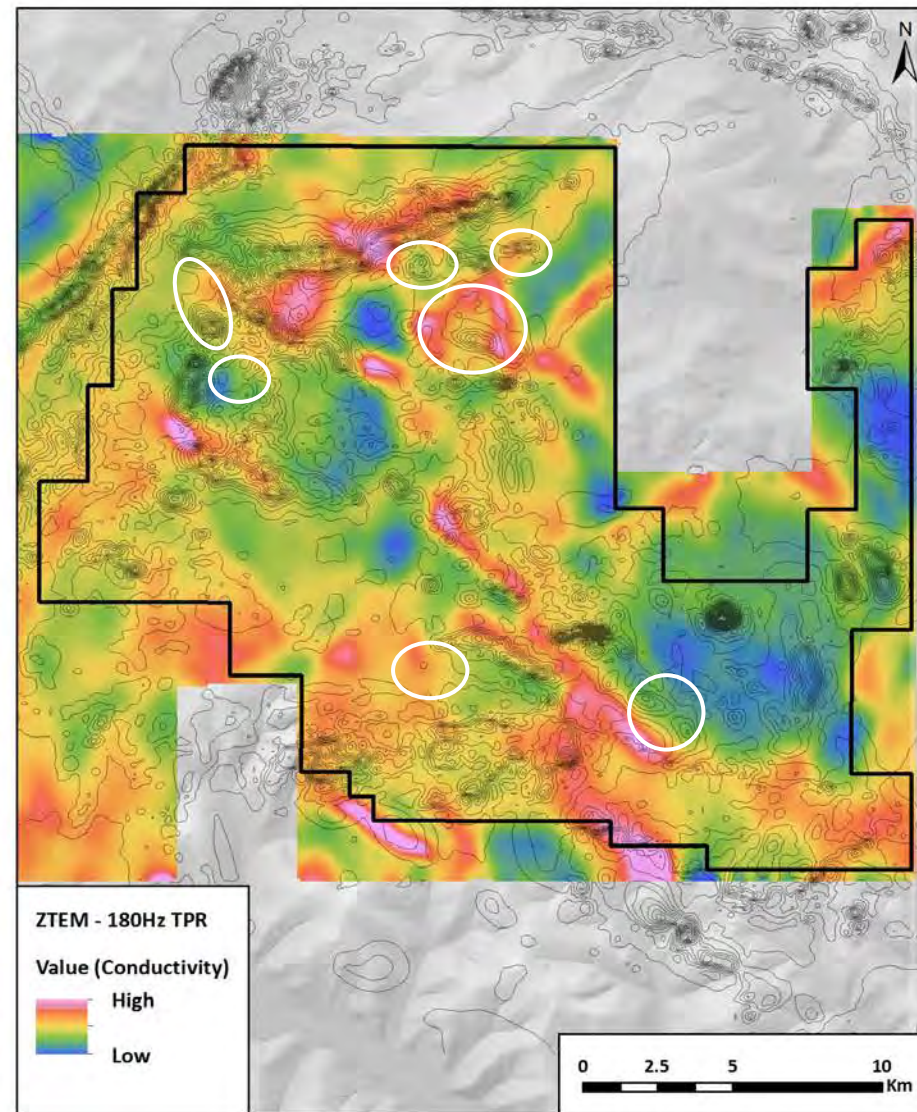 N
ZTEM - 180Hz TPR
Value (Conductivity)
High
Low
0 2.5 5 10
Km